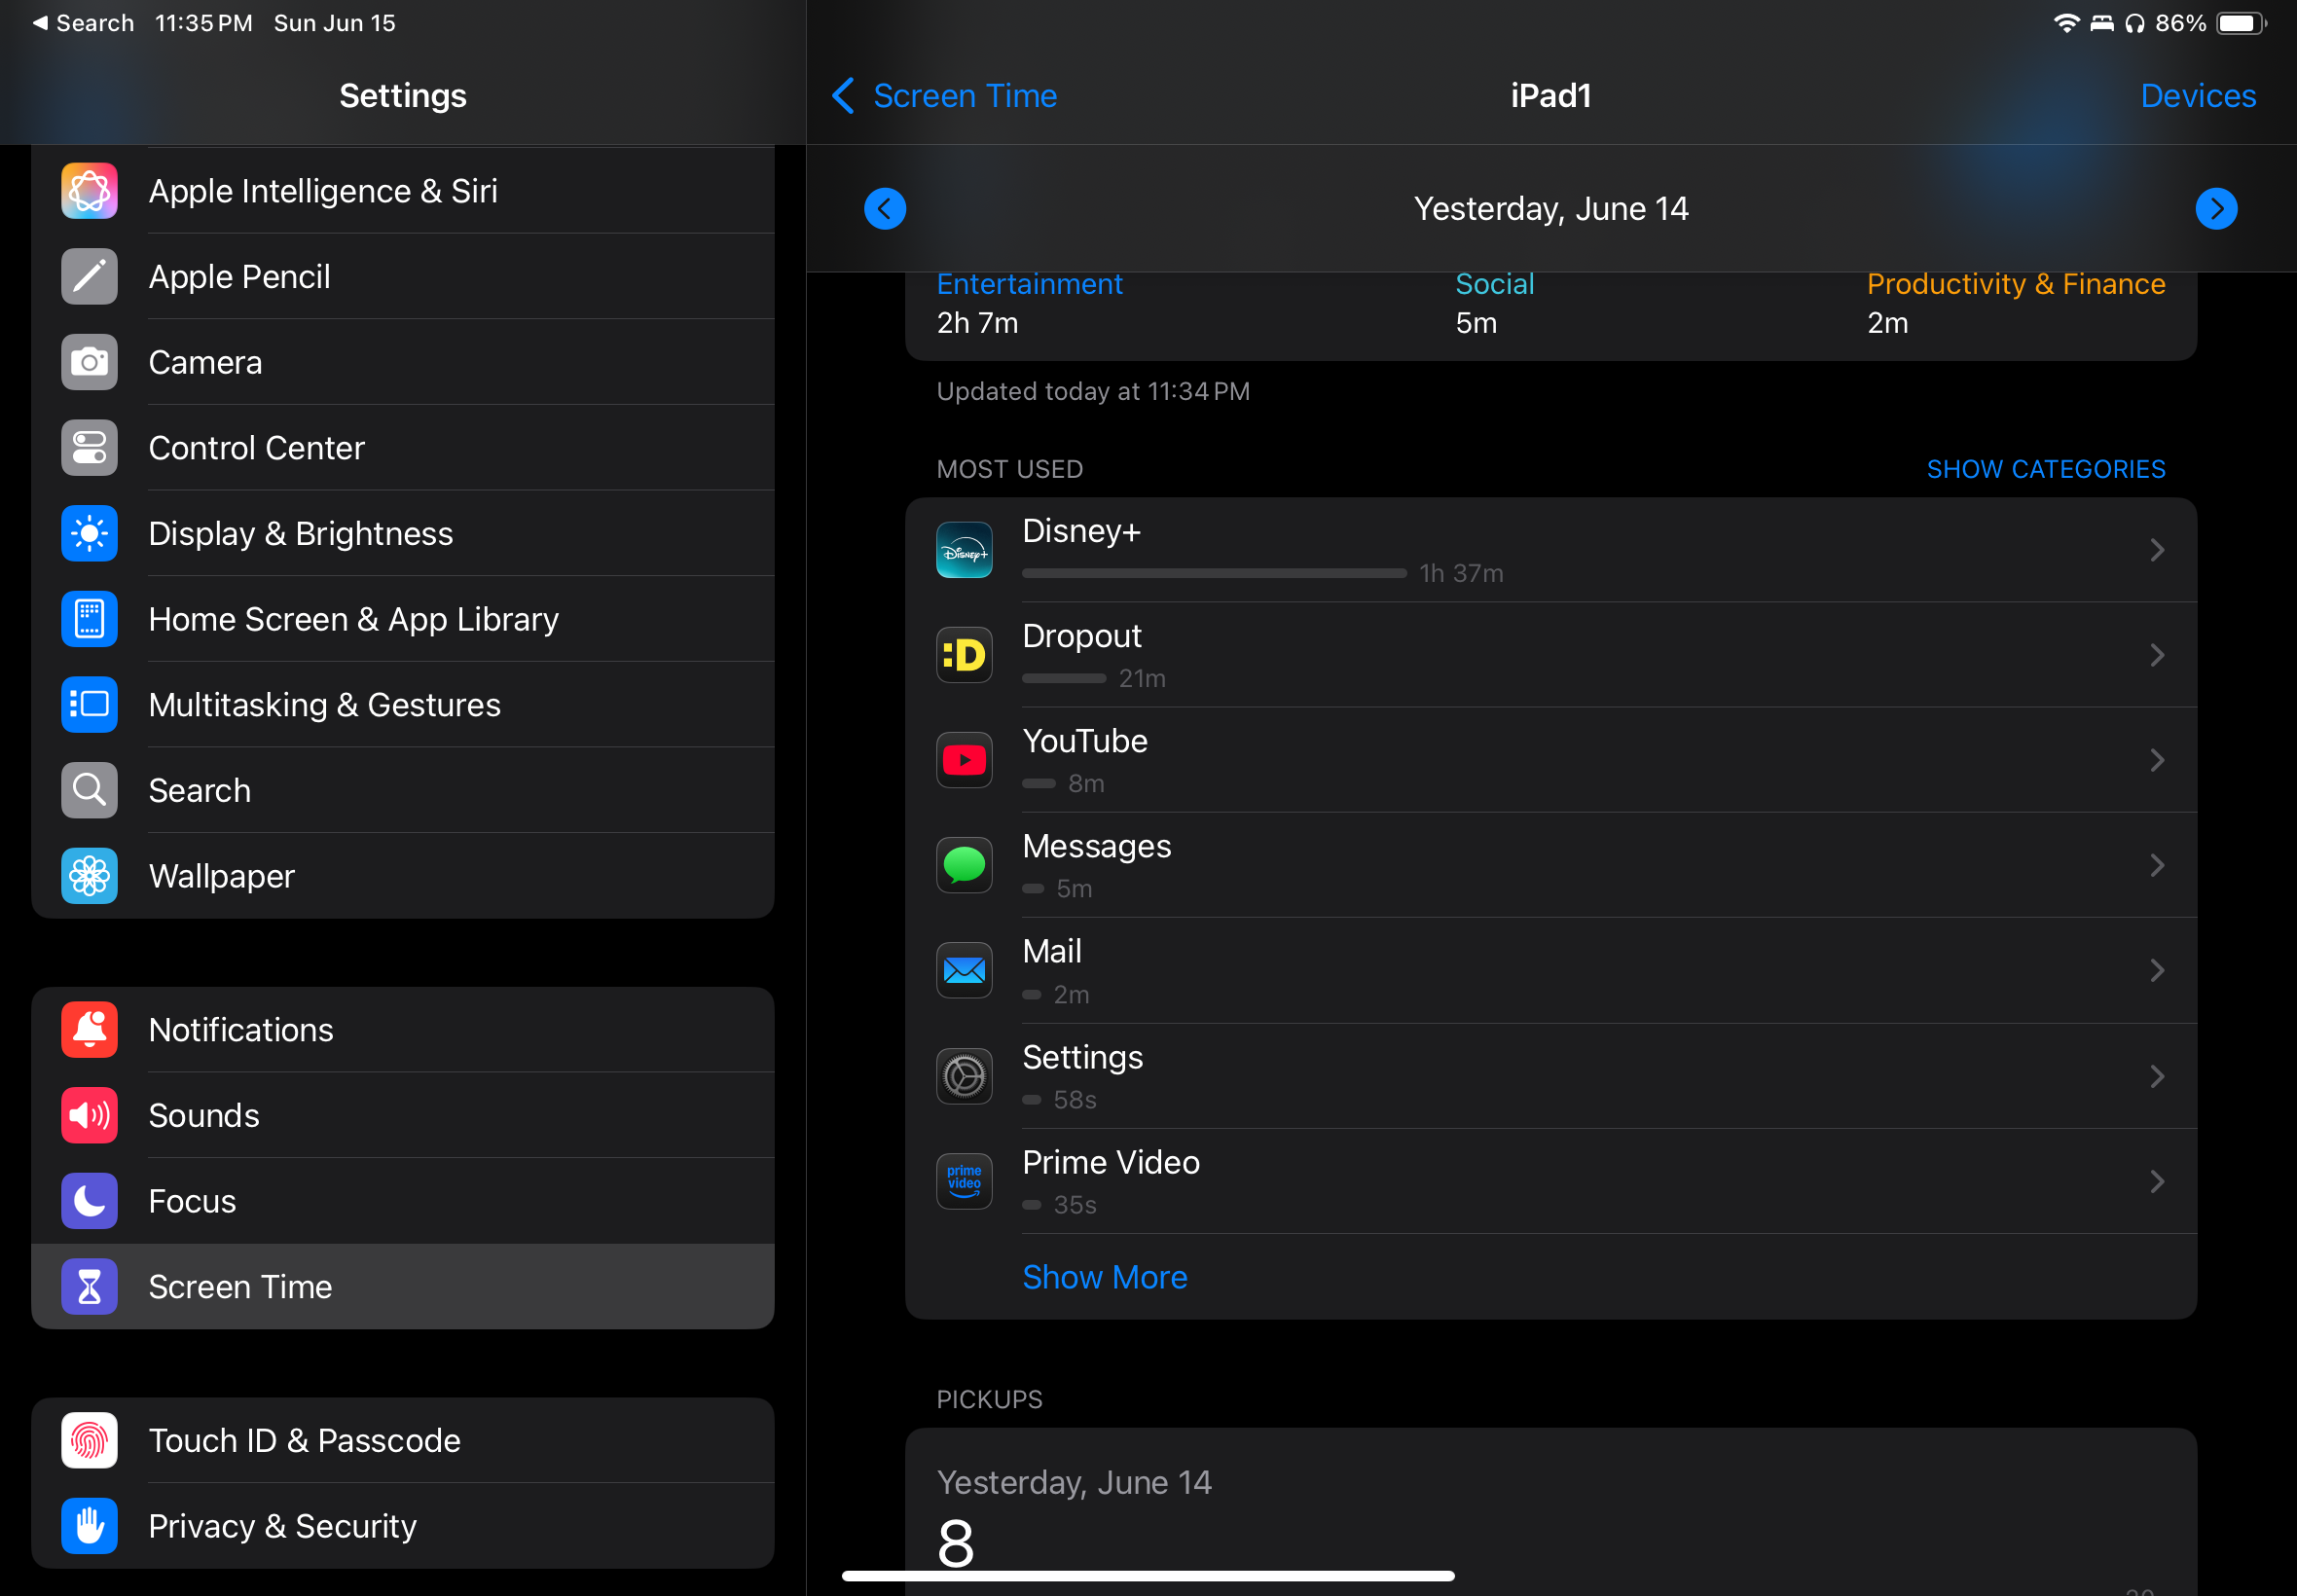 Search 11:35 PM Sun Jun 15
86%
Settings
Apple Intelligence & Siri
Apple Pencil
Camera
Control Center
Display & Brightness
Home Screen & App Library
Multitasking & Gestures
Search
Wallpaper
Notifications
Sounds
Focus
Screen Time
Touch ID & Passcode
Privacy & Security
Screen Time
iPad1
Devices
Yesterday, June 14
Entertainment Social Productivity & Finance
2h 7m 5m 2m
Updated today at 11:34 PM
MOST USED SHOW CATEGORIES
Disney+
Disney+
1h 37m
:D
Dropout
21m
YouTube
8m
Messages
5m
Mail
2m
Settings
58s
prime
video
Prime Video
35s
Show More
PICKUPS
Yesterday, June 14
8